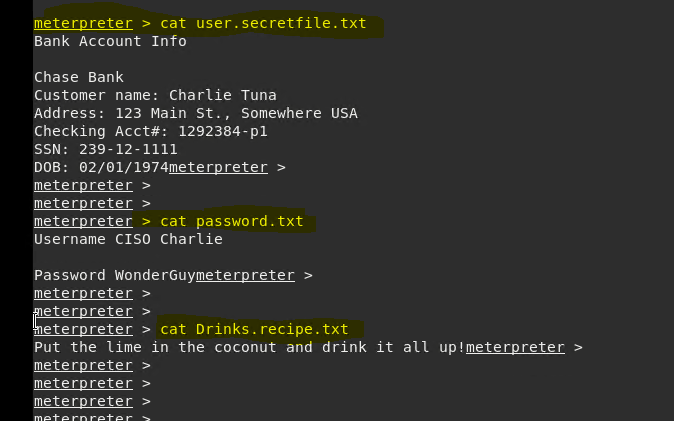 meterpreter > cat user.secretfile.txt
Bank Account Info
Chase Bank
Customer name: Charlie Tuna
Address: 123 Main St., Somewhere USA
Checking Acct#: 1292384-p1
SSN: 239-12-1111
DOB: 02/01/1974meterpreter >
meterpreter >
meterpreter >
meterpreter > cat password.txt
Username CISO Charlie
Password WonderGuymeterpreter >
meterpreter >
meterpreter >
meterpreter > cat Drinks.recipe.txt
Put the lime in the coconut and drink it all up!meterpreter >
meterpreter >
meterpreter >
meterpreter >
meterpreter >